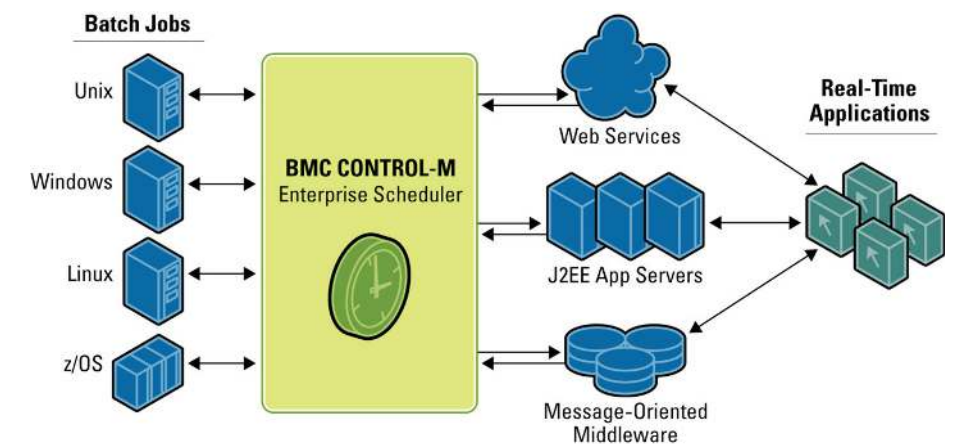 Batch Jobs
Unix
Windows
Linux
z/OS
BMC CONTROL-M
Enterprise Scheduler
Web Services
J2EE App Servers
Message-Oriented
Middleware
Real-Time
Applications